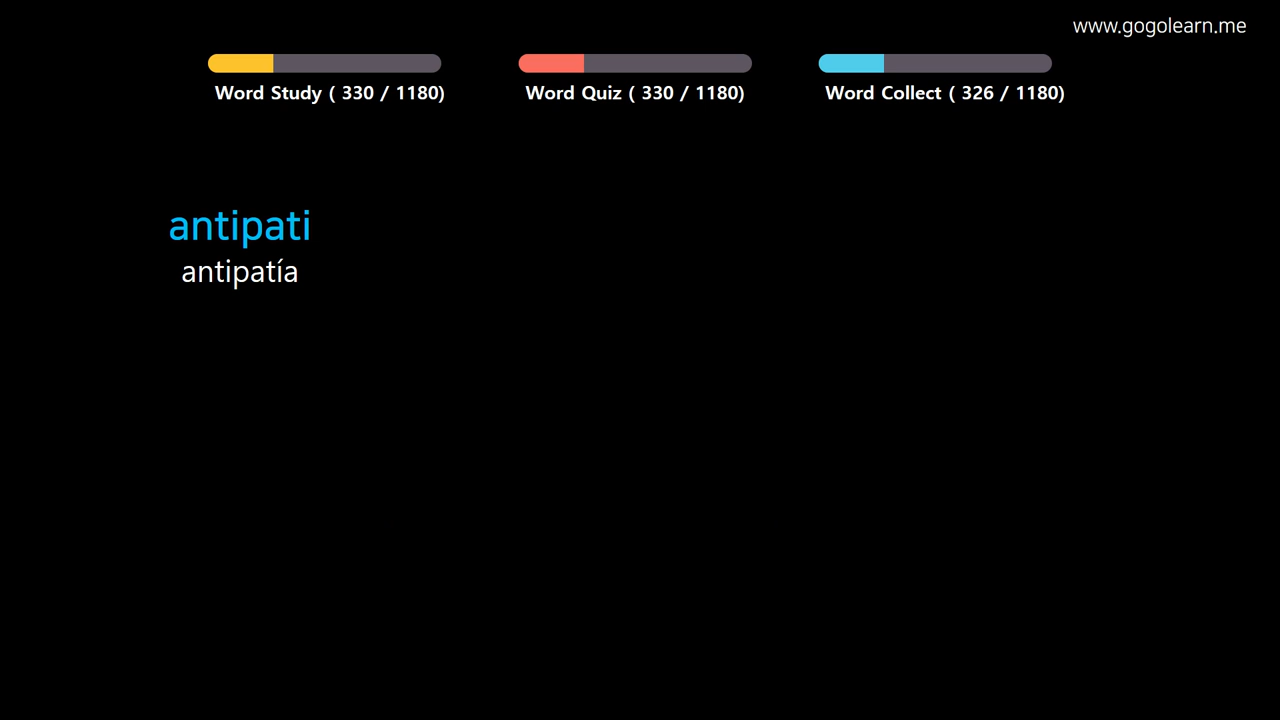 www.gogolearn.me
Word Study ( 330 / 1180)
Word Quiz ( 330 / 1180)
Word Collect ( 326 / 1180)
antipati
antipatía